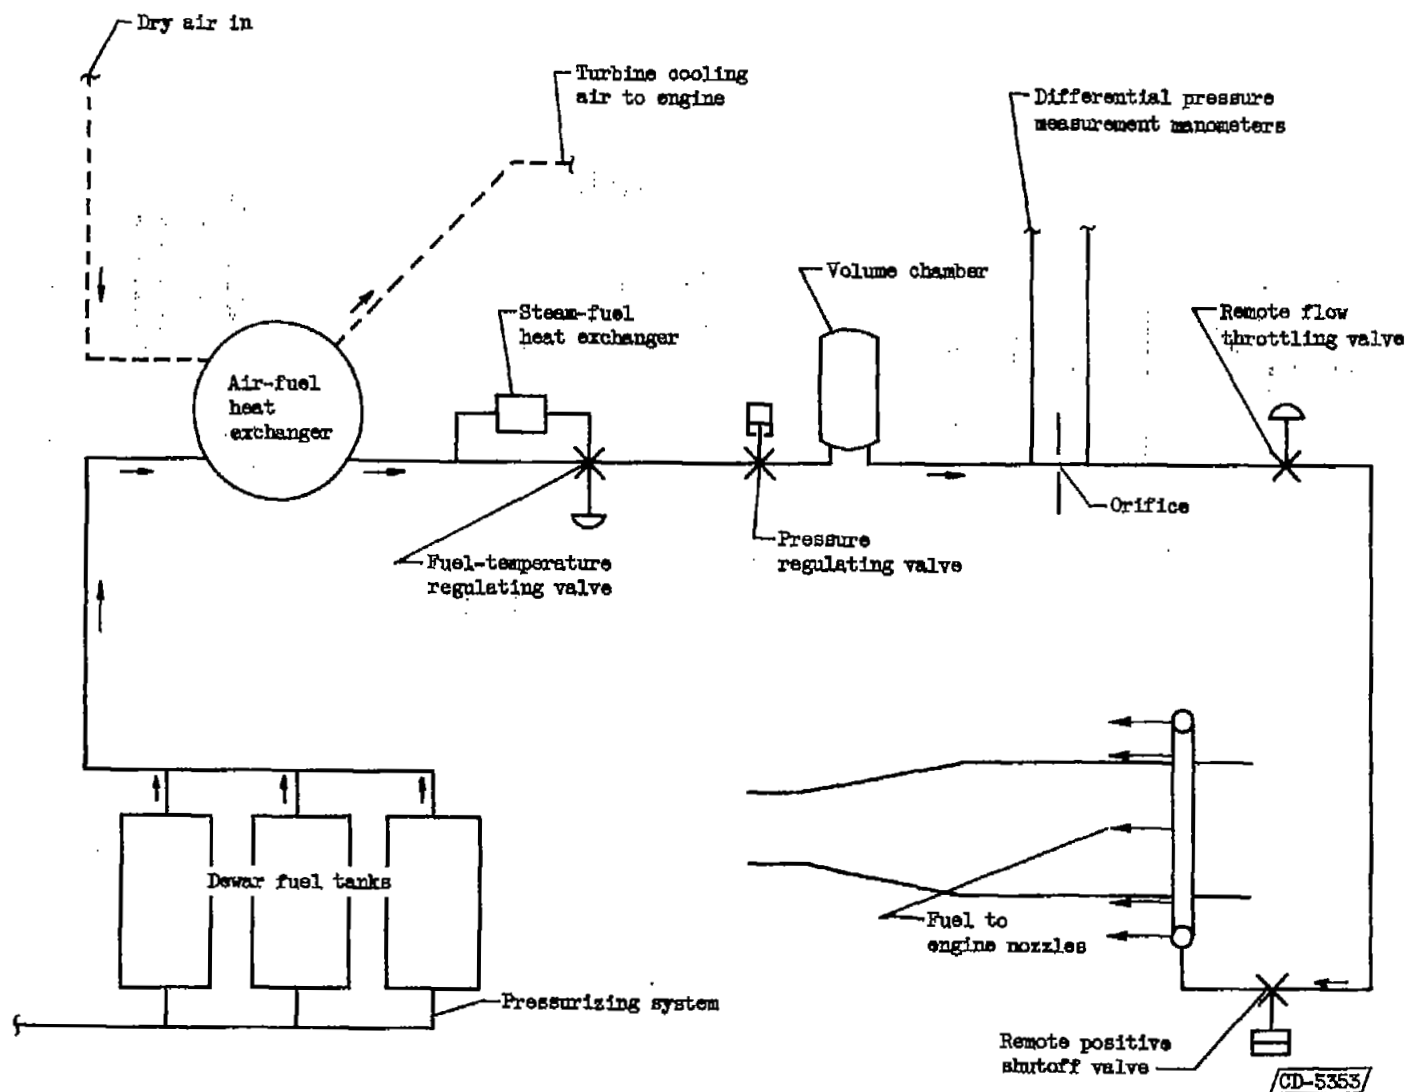 Dry air in
Turbine cooling
air to engine
Differential pressure
measurement manometers
Volume chamber
Steam-fuel
heat exchanger
Remote flow
throttling valve
Air-fuel
heat
exchanger
Orifice
Pressure
regulating valve
Fuel-temperature
regulating valve
Dewar fuel tanks
Fuel to
engine nozzles
Pressurizing system
Remote positive
shutoff valve
CD-5353